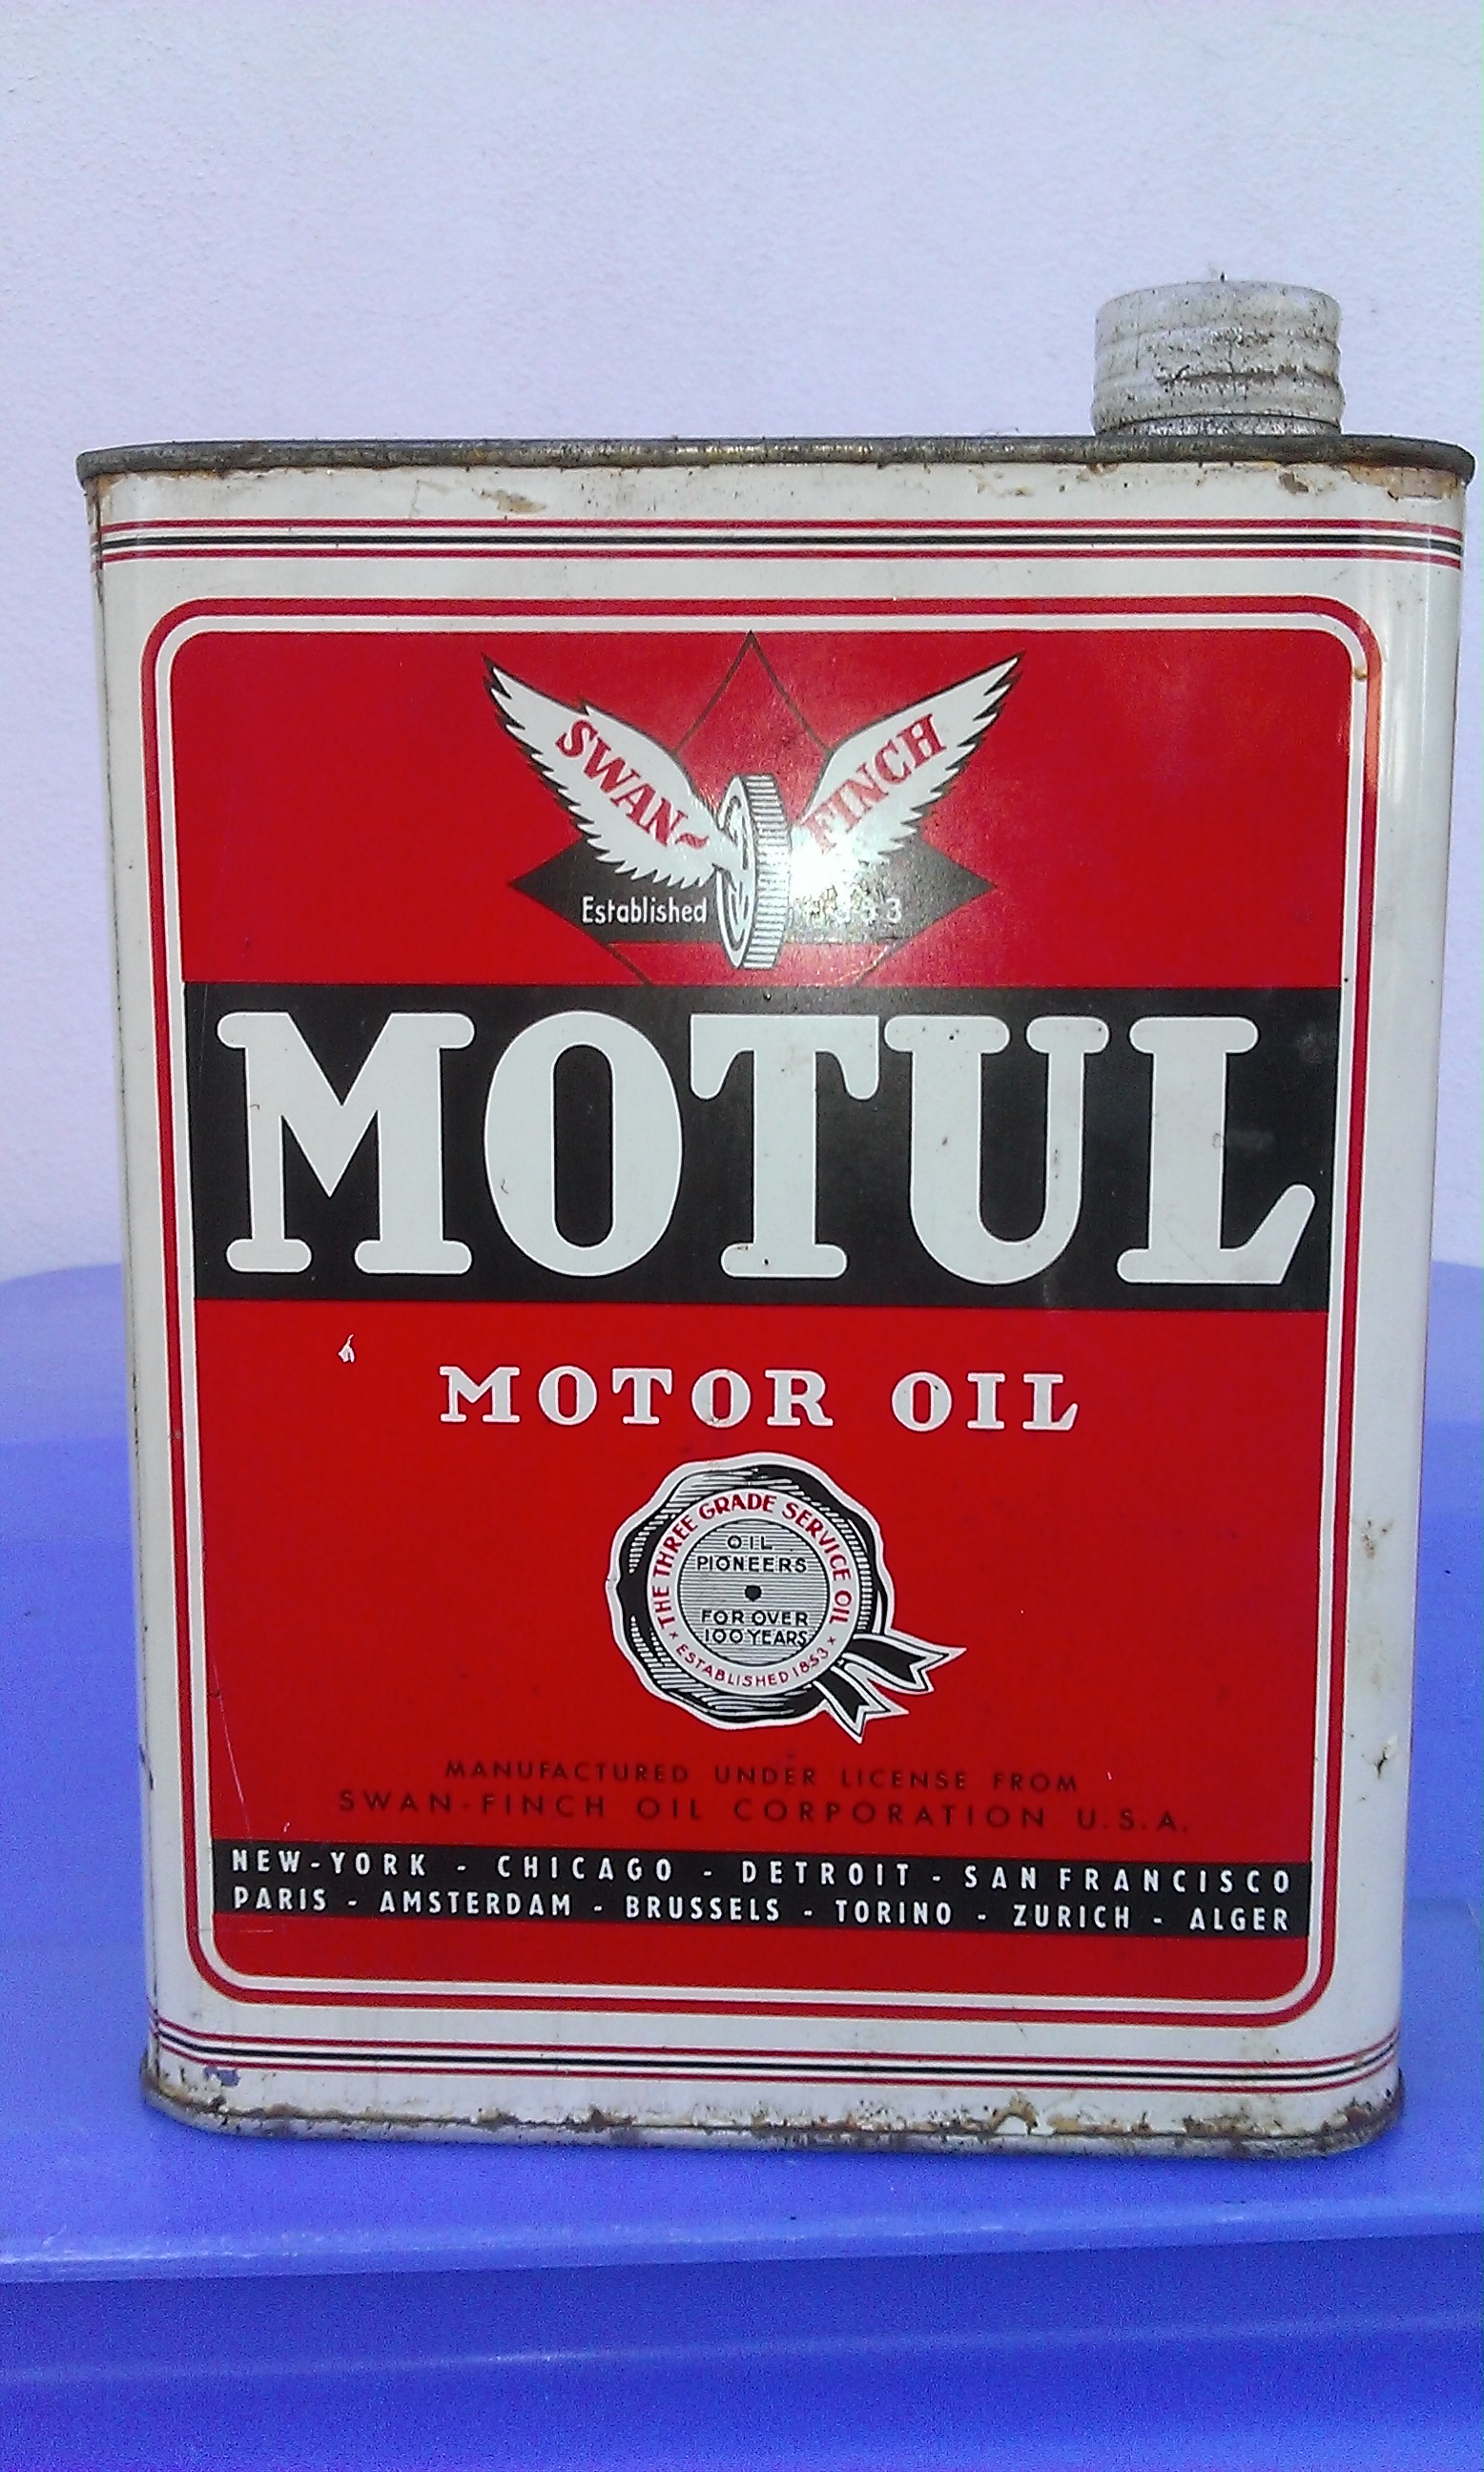 SWAN-FINCH
Established
MOTUL
MOTOR OIL
THE THREE GRADE SERVICE OIL
OIL
PIONEERS
FOR OVER
100 YEARS
x ESTABLISHED 1853 x
MANUFACTURED UNDER LICENSE FROM
SWAN-FINCH OIL CORPORATION U.S.A.
NEW-YORK - CHICAGO - DETROIT - SAN FRANCISCO
PARIS - AMSTERDAM - BRUSSELS - TORINO - ZURICH - ALGER